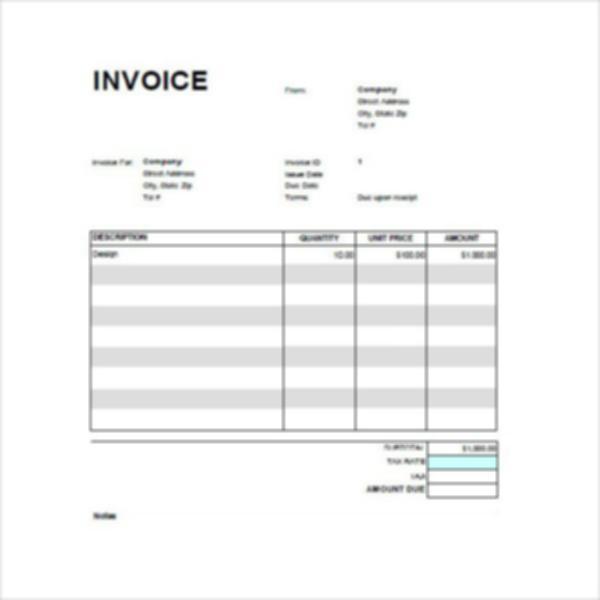 INVOICE
From: Company
Street Address
City, State Zip
Tel #
Invoice For: Company
Street Address
City, State Zip
Tel #
Invoice ID 1
Issue Date
Due Date
Terms Due upon receipt
DESCRIPTION QUANTITY UNIT PRICE AMOUNT
Design 10.00 $100.00 $1,000.00
SUBTOTAL $1,000.00
TAX RATE
TAX
AMOUNT DUE
Notes